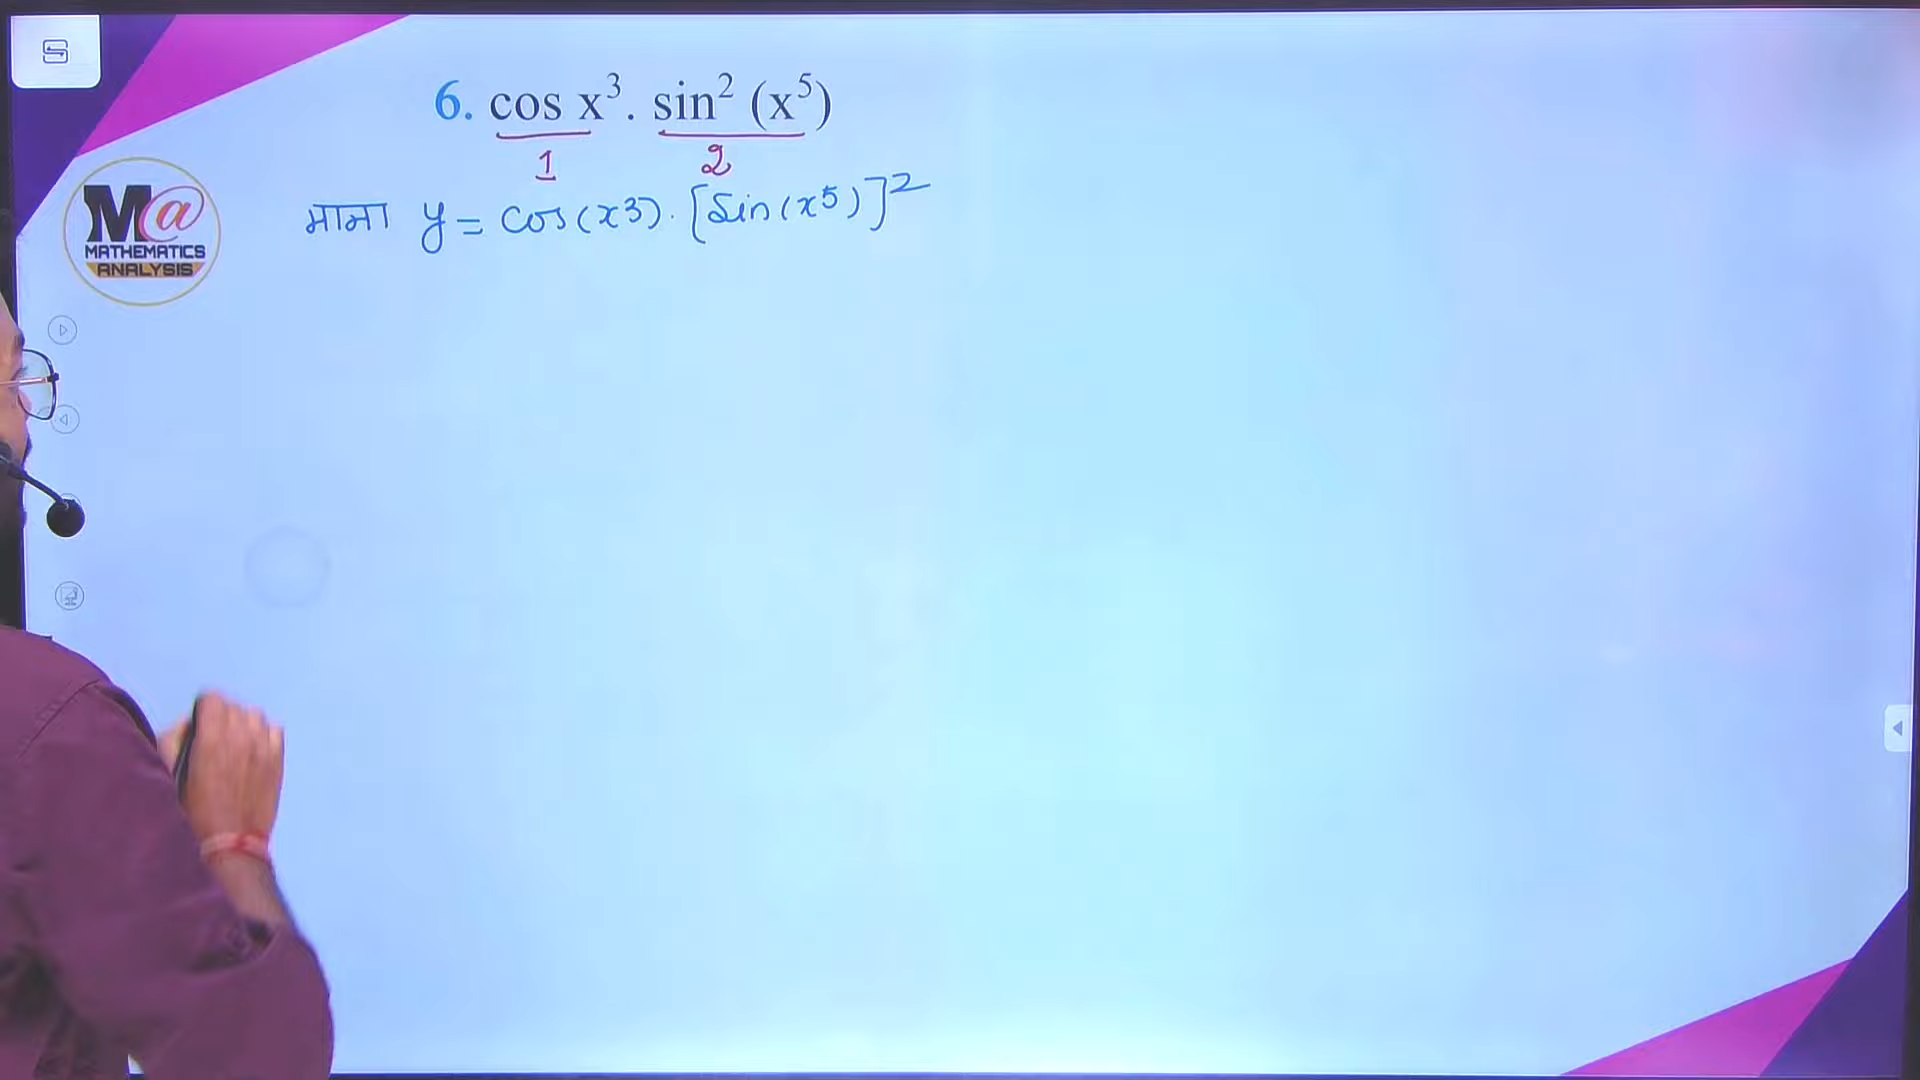 6. cos x³. sin² (x⁵)
1 2
माना y = cos(x3). [Sin(x⁵)]²
M@
MATHEMATICS
ANALYSIS